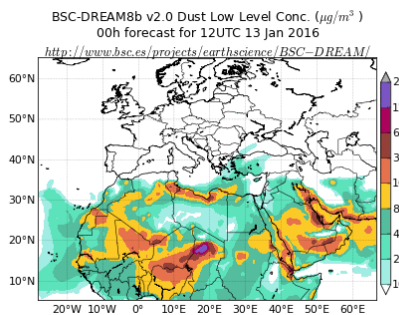 BSC-DREAM8b v2.0 Dust Low Level Conc. (μg/m³ )
00h forecast for 12UTC 13 Jan 2016
http://www.bsc.es/projects/earthscience/BSC−DREAM/
60°N
50°N
40°N
30°N
20°N
10°N
20°W 10°W 0° 10°E 20°E 30°E 40°E 50°E 60°E